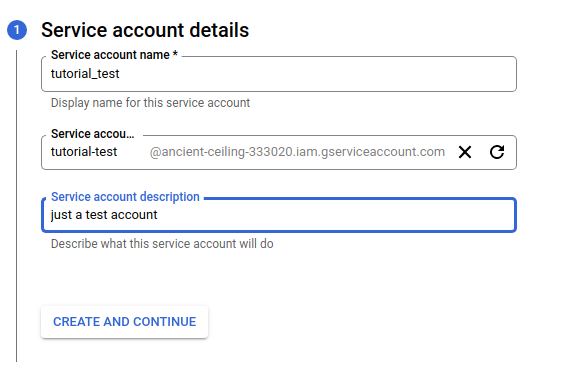 1 Service account details
Service account name *
tutorial_test
Display name for this service account
Service accou...
tutorial-test @ancient-ceiling-333020.iam.gserviceaccount.com
Service account description
just a test account
Describe what this service account will do
CREATE AND CONTINUE